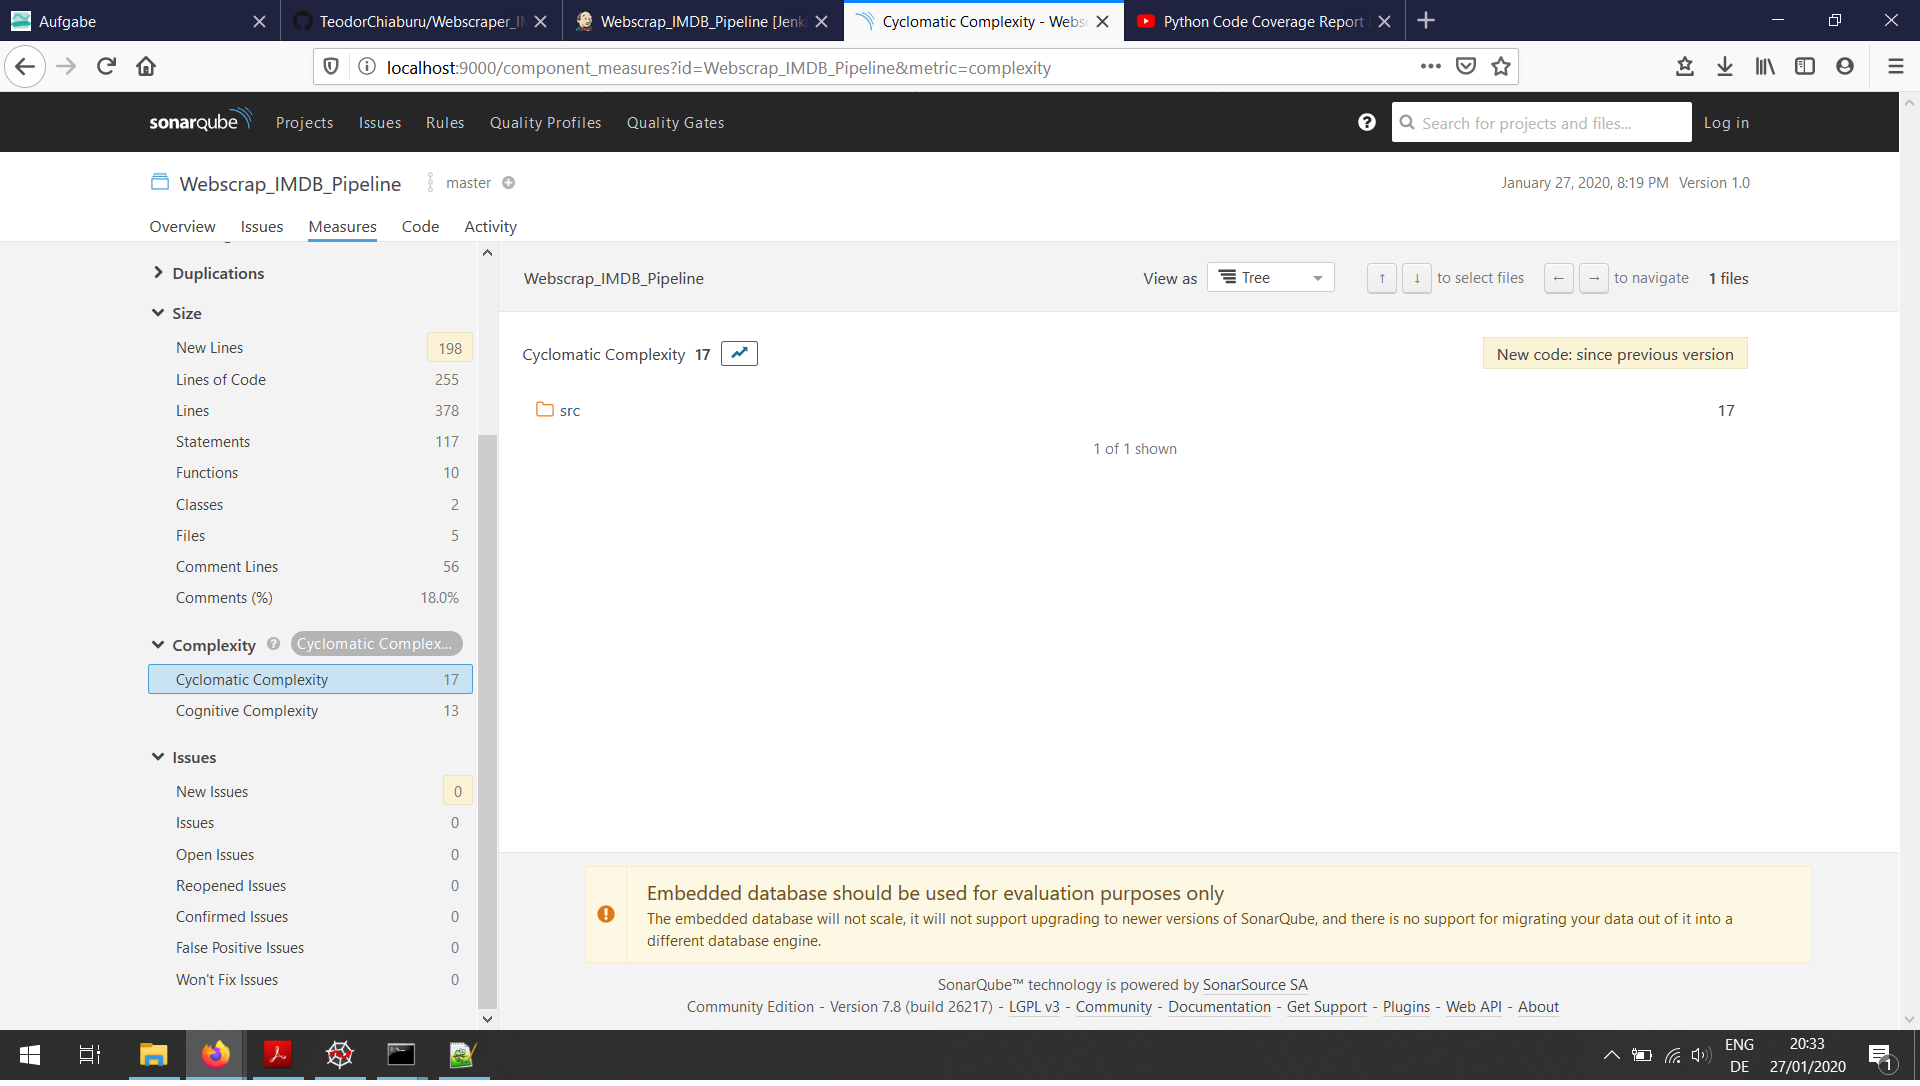 Aufgabe
TeodorChiaburu/Webscraper_IM
Webscrap_IMDB_Pipeline [Jenki
Cyclomatic Complexity - Webs
Python Code Coverage Report
localhost:9000/component_measures?id=Webscrap_IMDB_Pipeline&metric=complexity
sonarqube Projects Issues Rules Quality Profiles Quality Gates
Search for projects and files...
Log in
Webscrap_IMDB_Pipeline master
January 27, 2020, 8:19 PM Version 1.0
Overview Issues Measures Code Activity
Duplications
Size
New Lines 198
Lines of Code 255
Lines 378
Statements 117
Functions 10
Classes 2
Files 5
Comment Lines 56
Comments (%) 18.0%
Complexity ? Cyclomatic Complex...
Cyclomatic Complexity 17
Cognitive Complexity 13
Issues
New Issues 0
Issues 0
Open Issues 0
Reopened Issues 0
Confirmed Issues 0
False Positive Issues 0
Won't Fix Issues 0
Webscrap_IMDB_Pipeline
View as Tree ↑ ↓ to select files ← → to navigate 1 files
Cyclomatic Complexity 17
New code: since previous version
src 17
1 of 1 shown
Embedded database should be used for evaluation purposes only
The embedded database will not scale, it will not support upgrading to newer versions of SonarQube, and there is no support for migrating your data out of it into a
different database engine.
SonarQube™ technology is powered by SonarSource SA
Community Edition - Version 7.8 (build 26217) - LGPL v3 - Community - Documentation - Get Support - Plugins - Web API - About
ENG
DE
20:33
27/01/2020
1